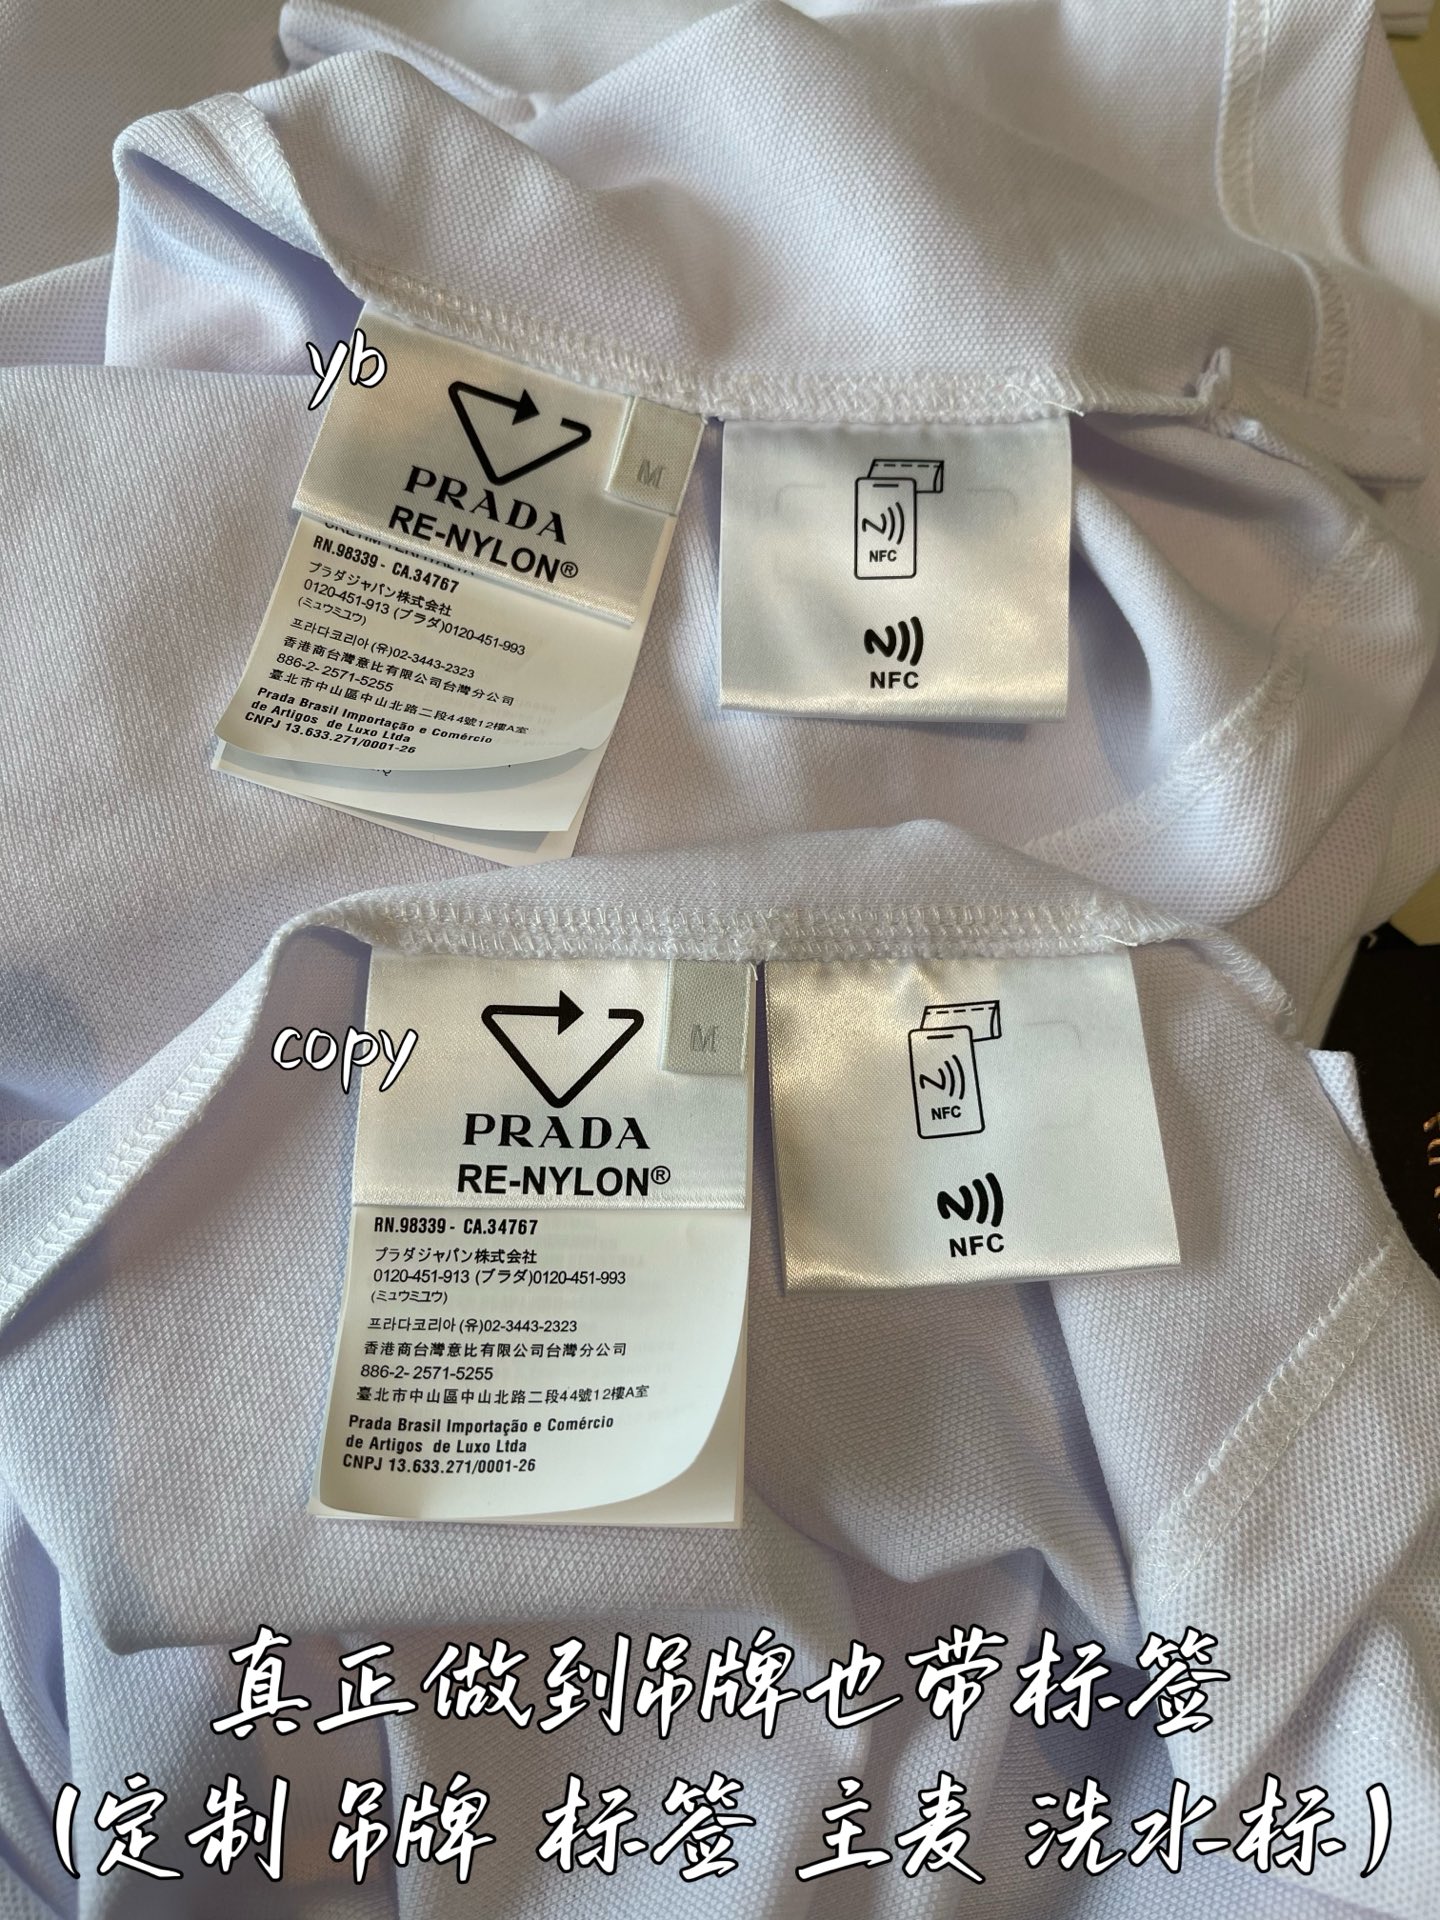 yb
PRADA
RE-NYLON®
M
RN.98339 - CA.34767
プラダジャパン株式会社
0120-451-913 (プラダ)0120-451-993
(ミュウミュウ)
프라다코리아(유)02-3443-2323
香港商台灣意比有限公司台灣分公司
886-2-2571-5255
臺北市中山區中山北路二段44號12樓A室
Prada Brasil Importação e Comércio
de Artigos de Luxo Ltda
CNPJ 13.633.271/0001-26
NFC
NFC
copy
PRADA
RE-NYLON®
M
RN.98339 - CA.34767
プラダジャパン株式会社
0120-451-913 (プラダ)0120-451-993
(ミュウミュウ)
프라다코리아(유)02-3443-2323
香港商台灣意比有限公司台灣分公司
886-2-2571-5255
臺北市中山區中山北路二段44號12樓A室
Prada Brasil Importação e Comércio
de Artigos de Luxo Ltda
CNPJ 13.633.271/0001-26
NFC
NFC
真正做到吊牌也带标签
(定制 吊牌 标签 主麦 洗水标)